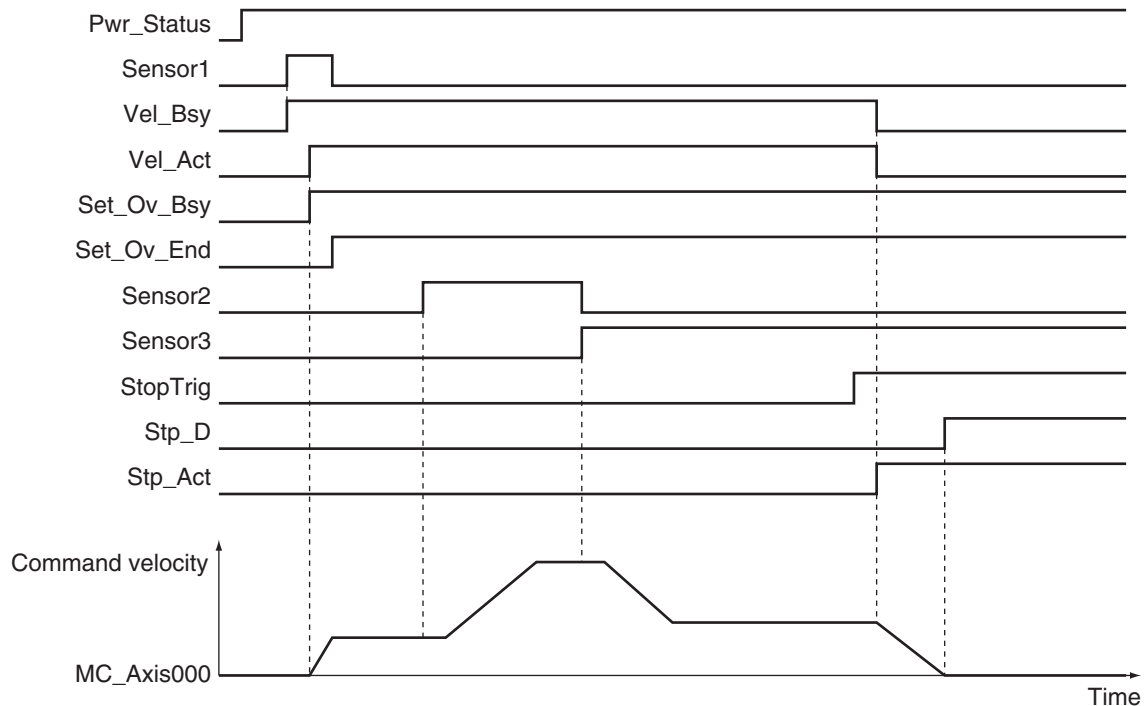 Pwr_Status
Sensor1
Vel_Bsy
Vel_Act
Set_Ov_Bsy
Set_Ov_End
Sensor2
Sensor3
StopTrig
Stp_D
Stp_Act
Command velocity
MC_Axis000
Time